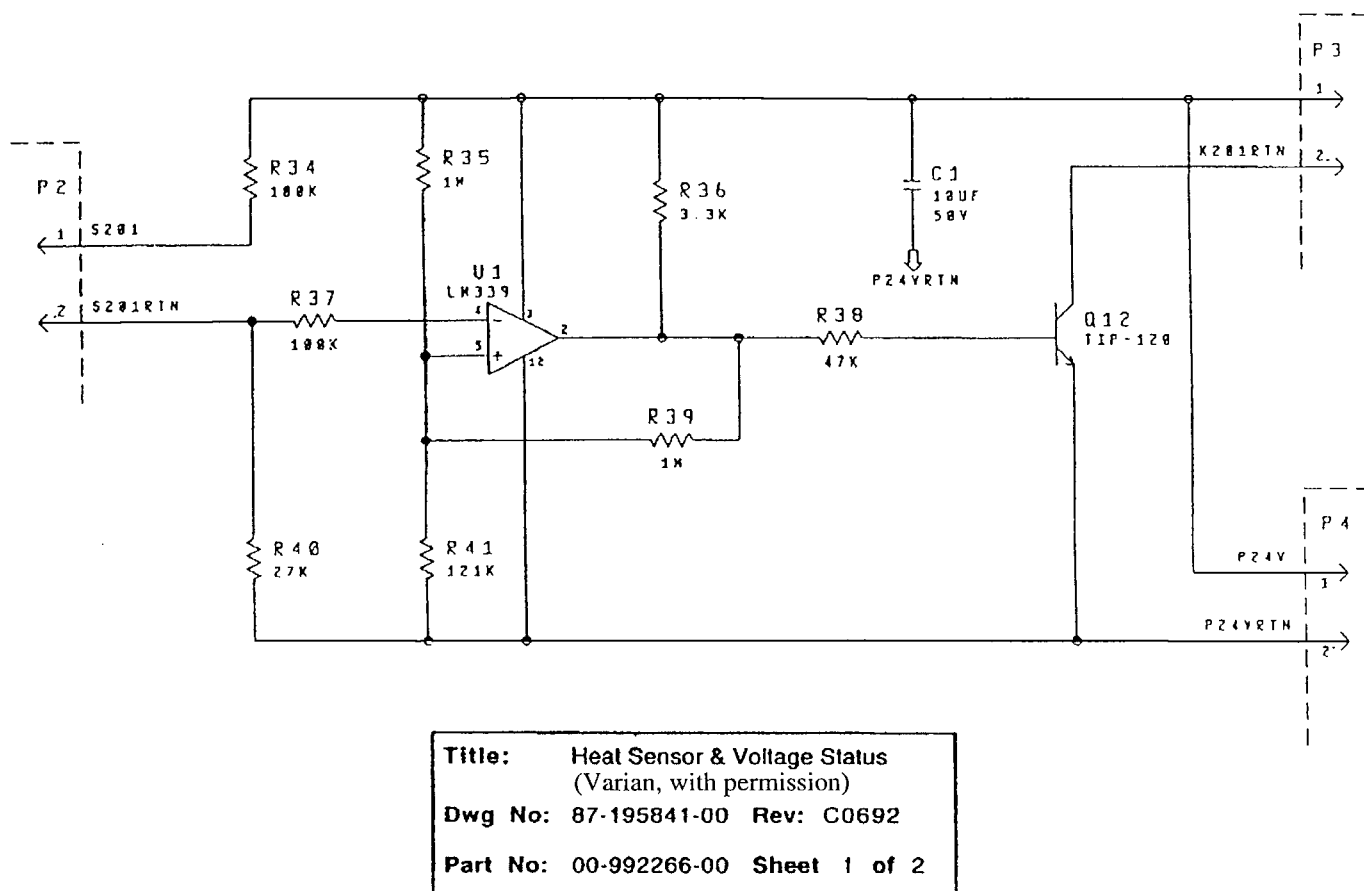 P3
1
K201RTN
2
R34
100K
R35
1M
R36
3.3K
C1
10UF
50V
P24VRTN
P2
1
S201
2
S201RTN
R37
100K
U1
LM339
4
-
3
5
+
12
2
R38
47K
Q12
TIP-120
R39
1M
R40
27K
R41
121K
P4
P24V
1
P24VRTN
2
Title: Heat Sensor & Voltage Status
(Varian, with permission)
Dwg No: 87-195841-00 Rev: C0692
Part No: 00-992266-00 Sheet 1 of 2